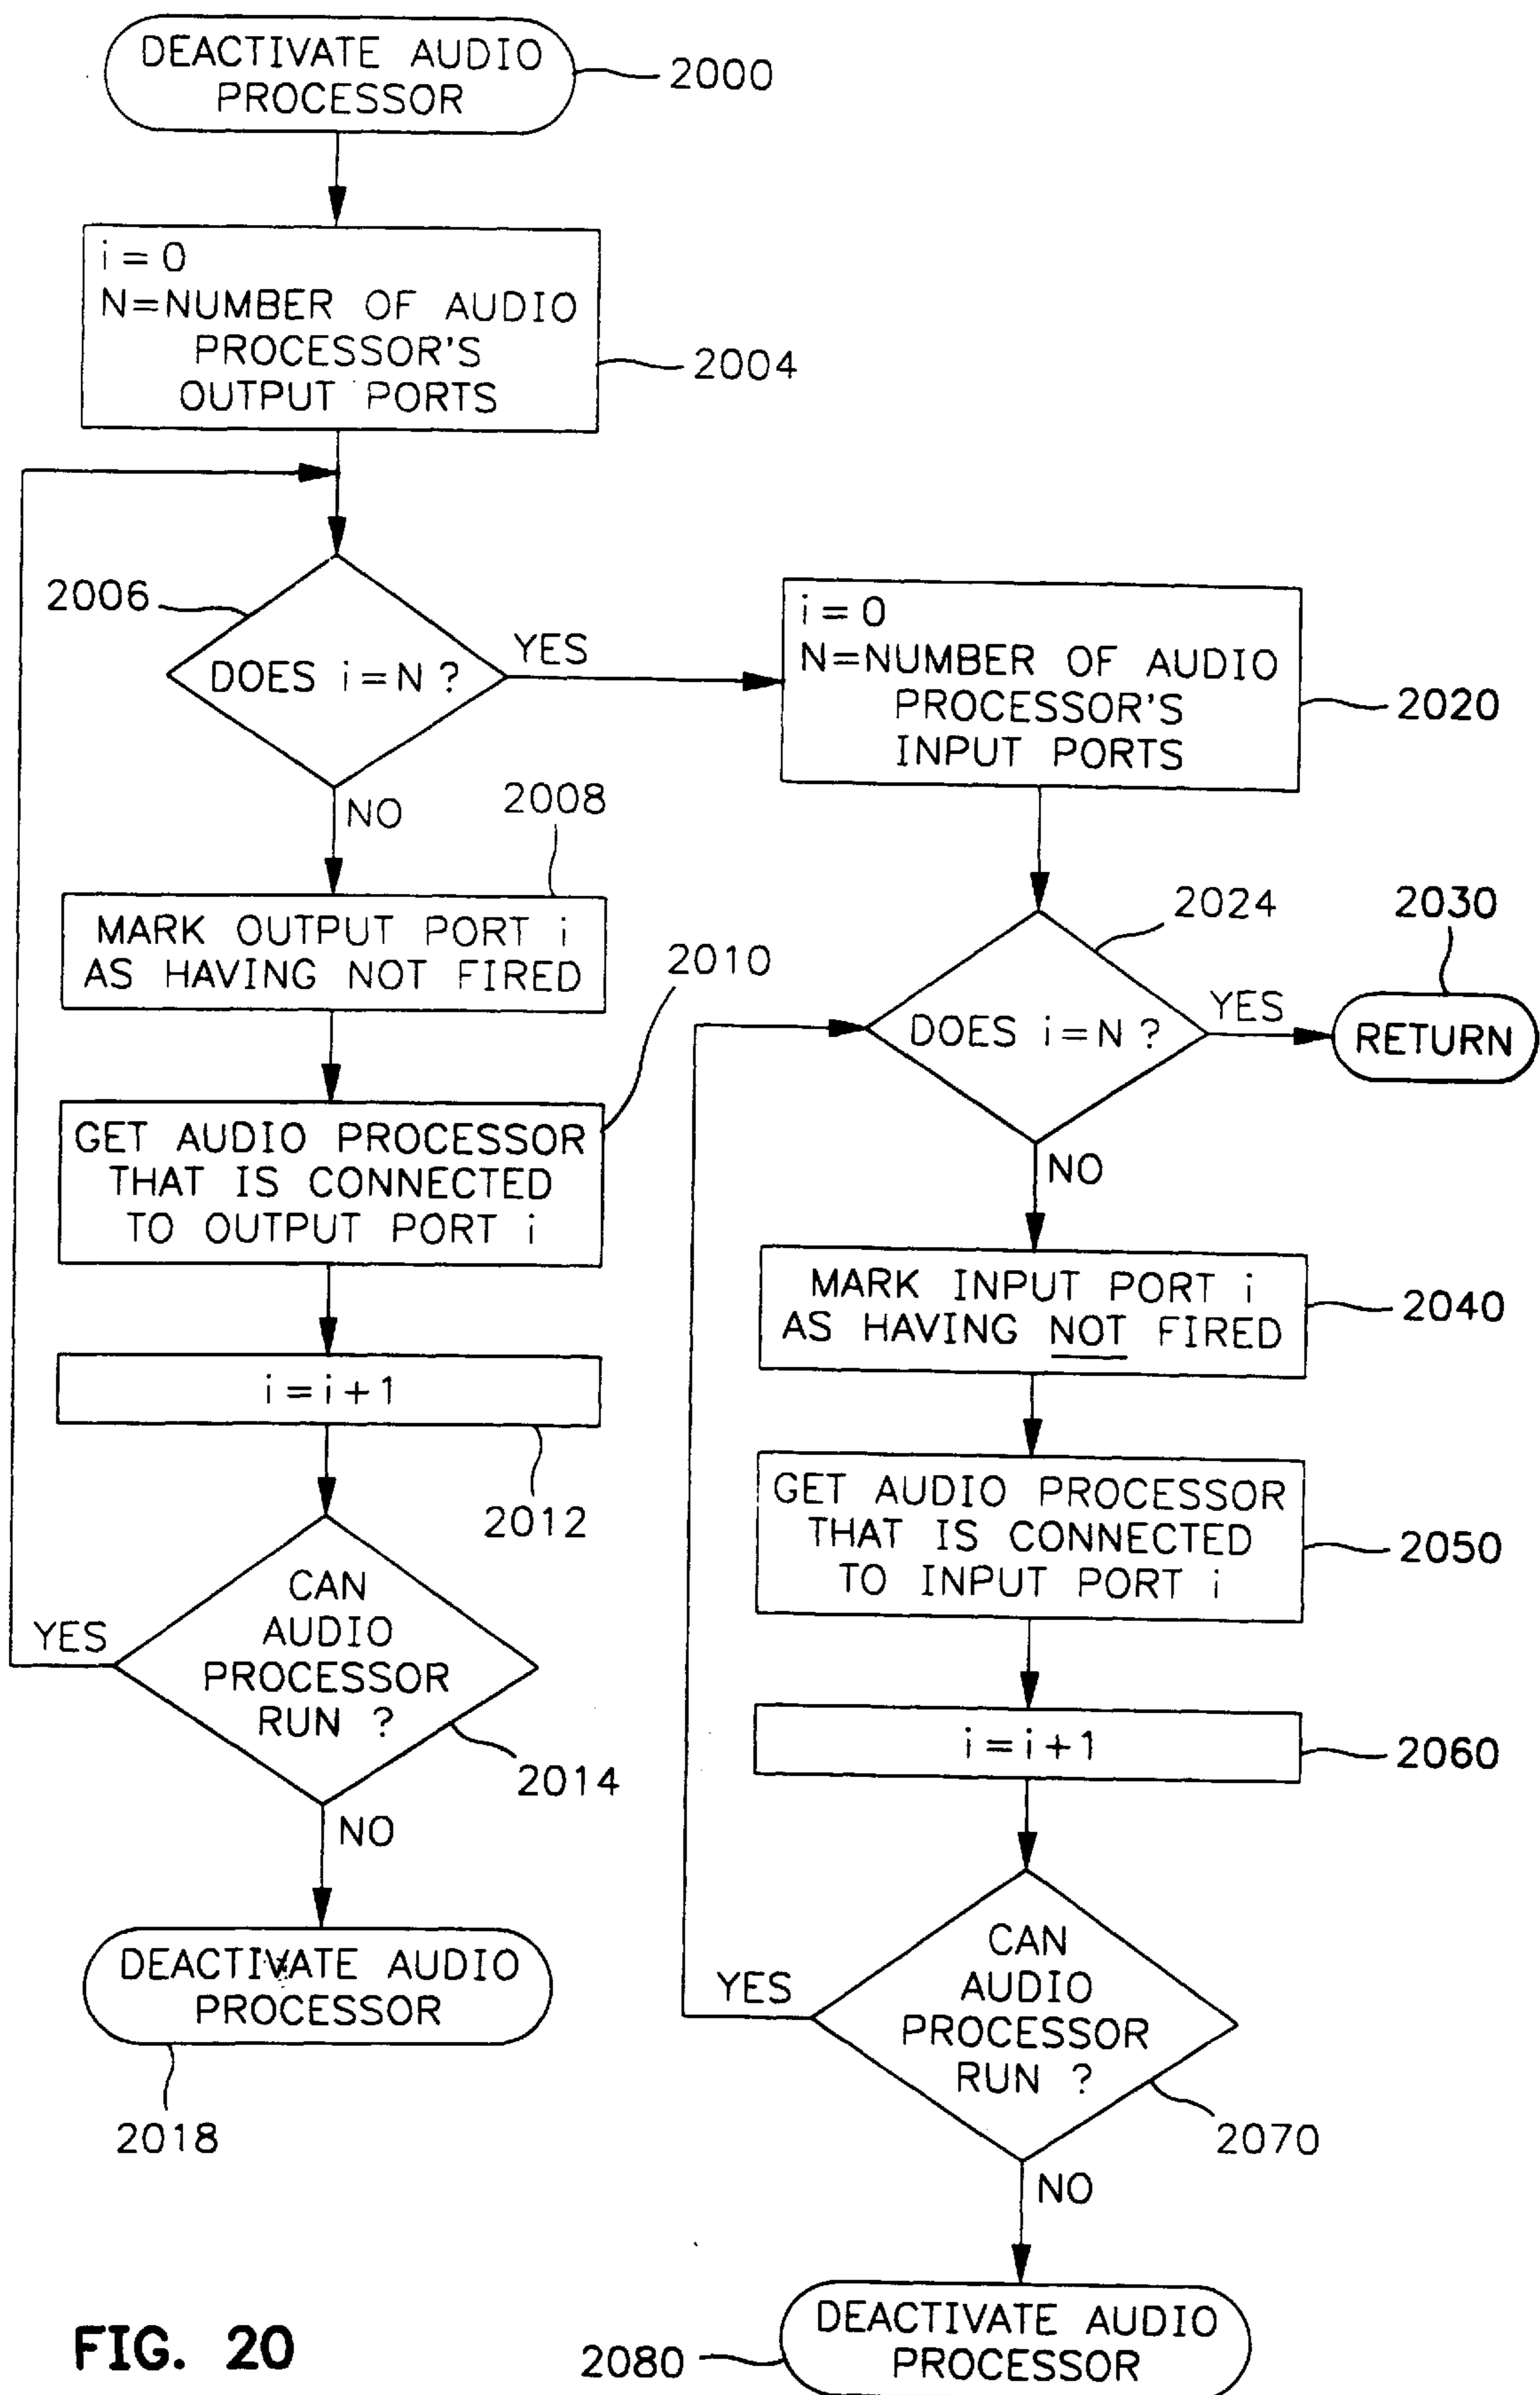 DEACTIVATE AUDIO
PROCESSOR
2000
i = 0
N=NUMBER OF AUDIO
PROCESSOR'S
OUTPUT PORTS
2004
2006
DOES i=N ?
YES
NO
2008
MARK OUTPUT PORT i
AS HAVING NOT FIRED
2010
GET AUDIO PROCESSOR
THAT IS CONNECTED
TO OUTPUT PORT i
i=i+1
2012
CAN
AUDIO
PROCESSOR
RUN ?
YES
2014
NO
DEACTIVATE AUDIO
PROCESSOR
2018
i = 0
N=NUMBER OF AUDIO
PROCESSOR'S
INPUT PORTS
2020
2024
DOES i=N ?
YES
2030
RETURN
NO
MARK INPUT PORT i
AS HAVING NOT FIRED
2040
GET AUDIO PROCESSOR
THAT IS CONNECTED
TO INPUT PORT i
2050
i=i+1
2060
CAN
AUDIO
PROCESSOR
RUN ?
YES
2070
NO
DEACTIVATE AUDIO
PROCESSOR
2080
FIG. 20